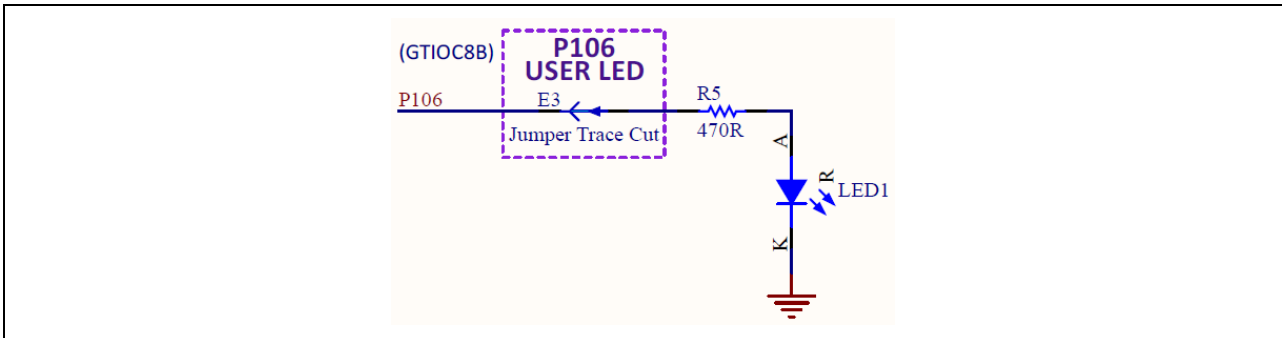 (GTIOC8B)
P106
USER LED
P106
E3
R5
470R
Jumper Trace Cut
A
R
LED1
K